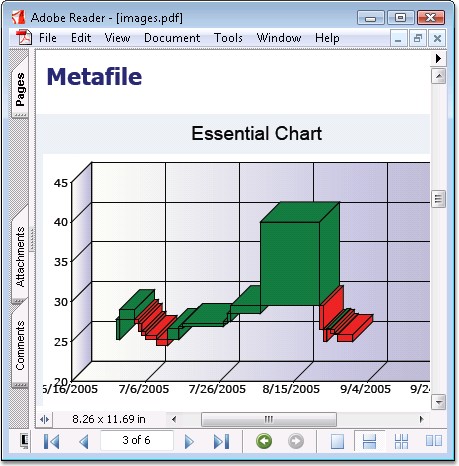 Adobe Reader - [images.pdf]
File Edit View Document Tools Window Help
Pages
Attachments
Comments
Metafile
Essential Chart
45
40
35
30
25
20
5/16/2005 7/6/2005 7/26/2005 8/15/2005 9/4/2005 9/24
8.26 x 11.69 in
3 of 6